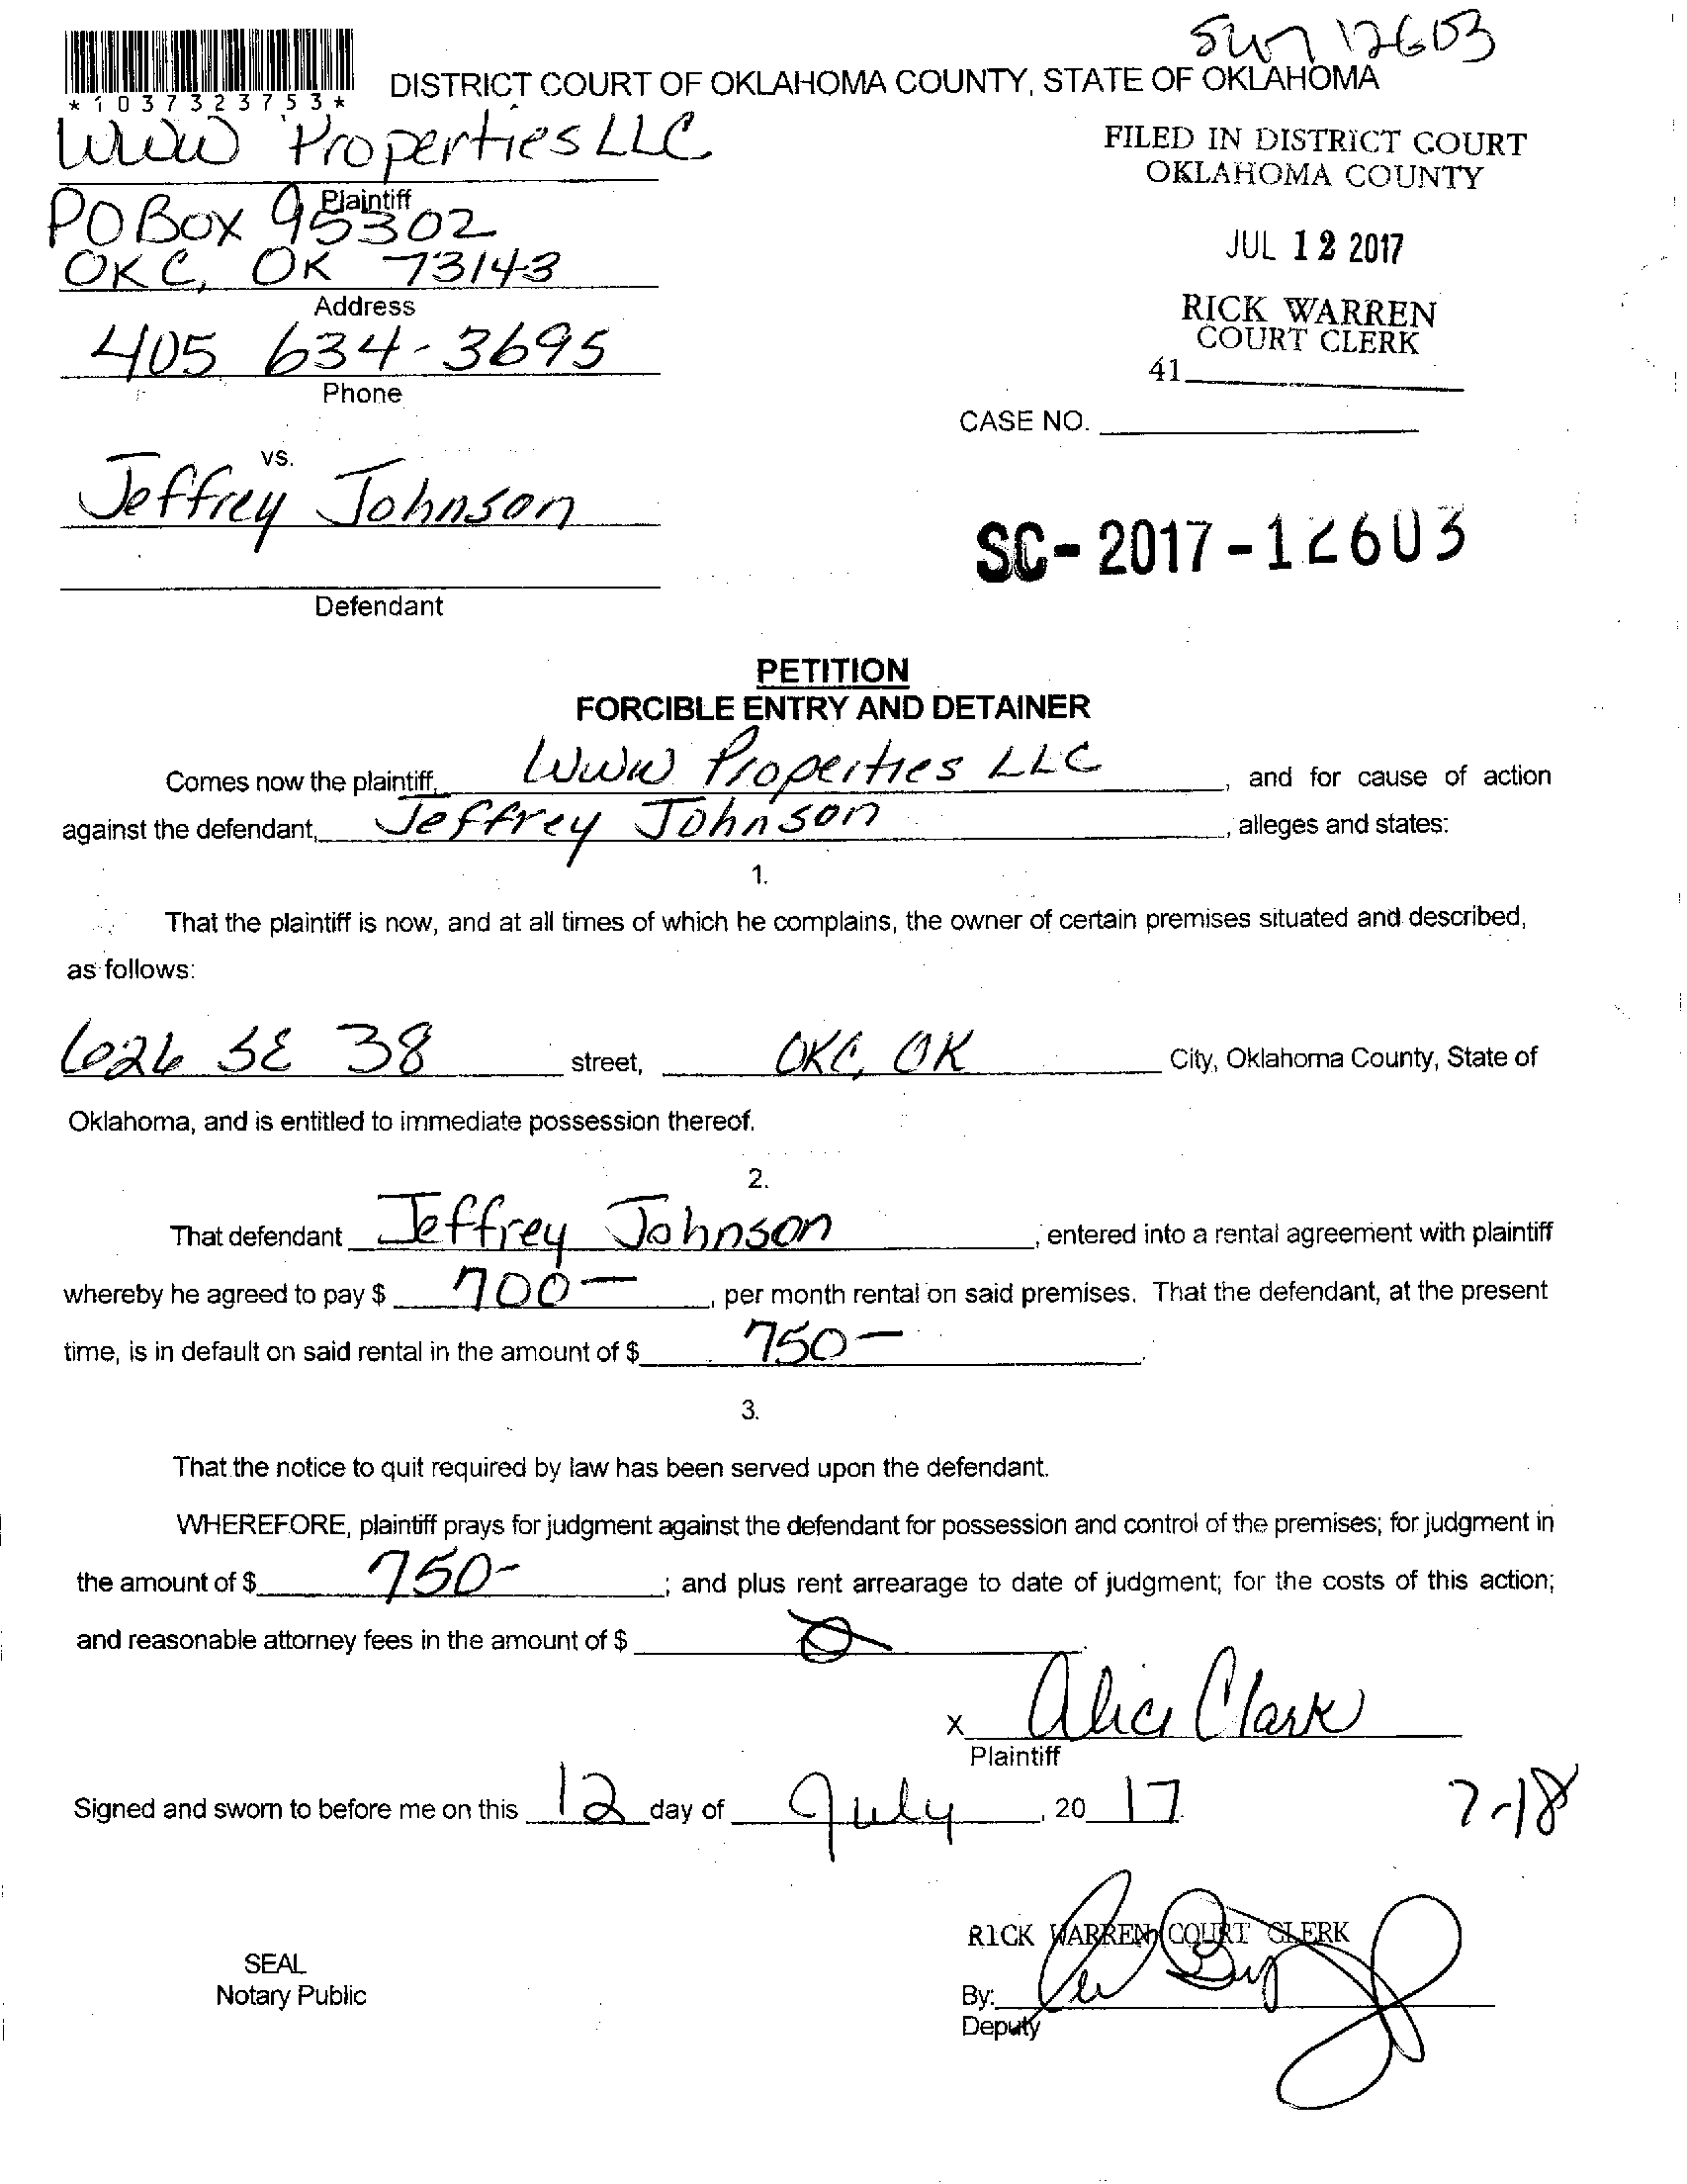 12603
DISTRICT COURT OF OKLAHOMA COUNTY, STATE OF OKLAHOMA
*1037323753*
WWW Properties LLC
Plaintiff
PO Box 95302
OKC, OK 73143
Address
405 634-3695
Phone
FILED IN DISTRICT COURT
OKLAHOMA COUNTY
JUL 12 2017
RICK WARREN
COURT CLERK
41
CASE NO.
vs.
Jeffrey Johnson
Defendant
SC-2017-12603
PETITION
FORCIBLE ENTRY AND DETAINER
Comes now the plaintiff, WWW Properties LLC, and for cause of action
against the defendant, Jeffrey Johnson, alleges and states:
1.
That the plaintiff is now, and at all times of which he complains, the owner of certain premises situated and described,
as follows:
626 SE 38 street, OKC, OK City, Oklahoma County, State of
Oklahoma, and is entitled to immediate possession thereof.
2.
That defendant Jeffrey Johnson, entered into a rental agreement with plaintiff
whereby he agreed to pay $ 700-, per month rental on said premises. That the defendant, at the present
time, is in default on said rental in the amount of $ 750-.
3.
That the notice to quit required by law has been served upon the defendant.
WHEREFORE, plaintiff prays for judgment against the defendant for possession and control of the premises; for judgment in
the amount of $ 750-; and plus rent arrearage to date of judgment; for the costs of this action;
and reasonable attorney fees in the amount of $ 0.
x Alice Clark
Plaintiff
Signed and sworn to before me on this 12 day of July, 20 17.
7-18
RICK WARREN COURT CLERK
SEAL
Notary Public
By:
Deputy